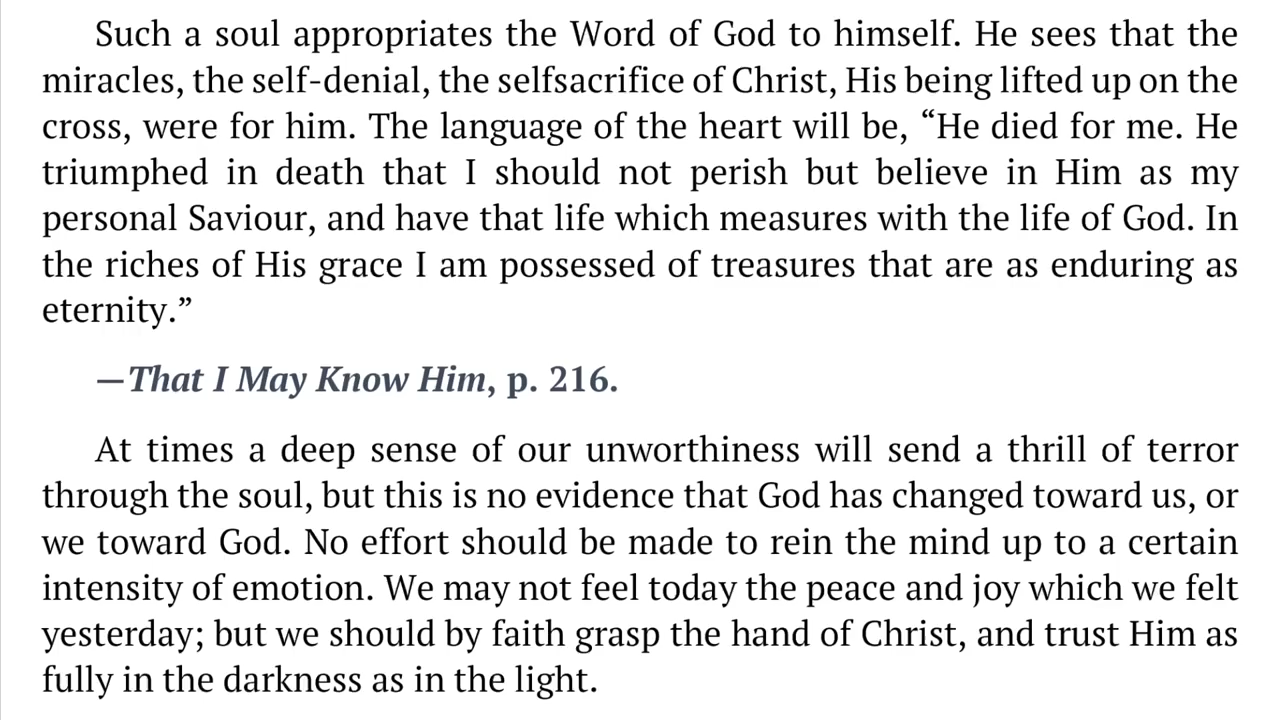 Such a soul appropriates the Word of God to himself. He sees that the
miracles, the self-denial, the selfsacrifice of Christ, His being lifted up on the
cross, were for him. The language of the heart will be, “He died for me. He
triumphed in death that I should not perish but believe in Him as my
personal Saviour, and have that life which measures with the life of God. In
the riches of His grace I am possessed of treasures that are as enduring as
eternity.”
—That I May Know Him, p. 216.
At times a deep sense of our unworthiness will send a thrill of terror
through the soul, but this is no evidence that God has changed toward us, or
we toward God. No effort should be made to rein the mind up to a certain
intensity of emotion. We may not feel today the peace and joy which we felt
yesterday; but we should by faith grasp the hand of Christ, and trust Him as
fully in the darkness as in the light.